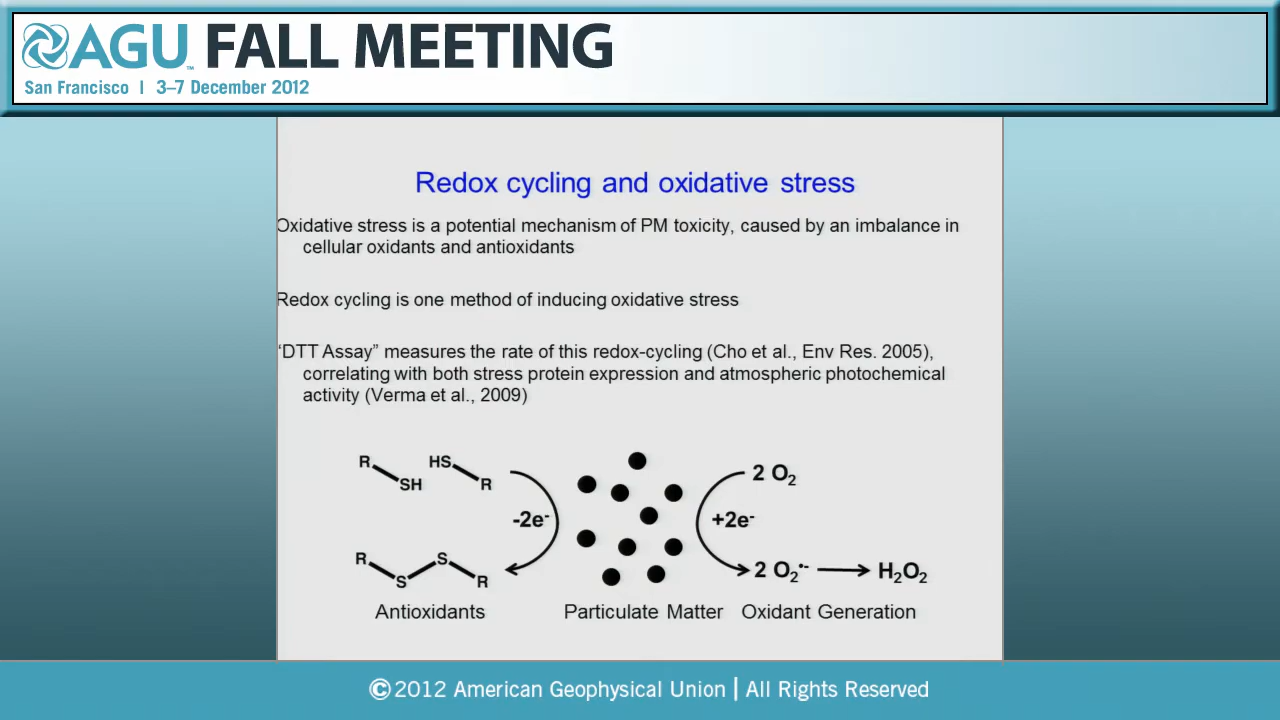 AGU™ FALL MEETING
San Francisco | 3–7 December 2012
Redox cycling and oxidative stress
Oxidative stress is a potential mechanism of PM toxicity, caused by an imbalance in
cellular oxidants and antioxidants
Redox cycling is one method of inducing oxidative stress
“DTT Assay” measures the rate of this redox-cycling (Cho et al., Env Res. 2005),
correlating with both stress protein expression and atmospheric photochemical
activity (Verma et al., 2009)
R HS
SH R
2 O₂
-2e⁻ +2e⁻
R S
S R
2 O₂•⁻ → H₂O₂
Antioxidants Particulate Matter Oxidant Generation
©2012 American Geophysical Union | All Rights Reserved